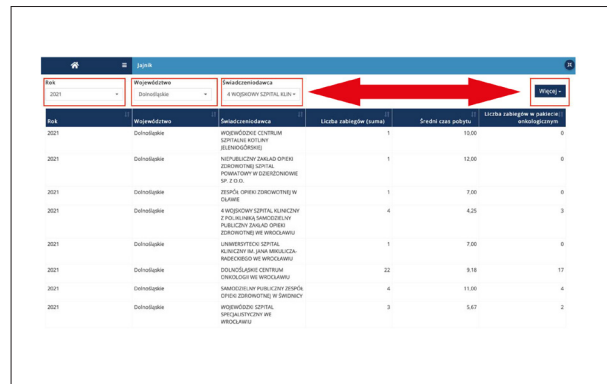 Jajnik
Rok
Województwo
Świadczeniodawca
2021
Dolnośląskie
4 WOJSKOWY SZPITAL KLIN
Więcej
Rok
Województwo
Świadczeniodawca
Liczba zabiegów (suma)
Średni czas pobytu
Liczba zabiegów w pakiecie
onkologicznym
2021 Dolnośląskie WOJEWÓDZKIE CENTRUM 1 10,00 0
SZPITALNE KOTLINY
JELENIOGÓRSKIEJ
2021 Dolnośląskie NIEPUBLICZNY ZAKŁAD OPIEKI 1 12,00 0
ZDROWOTNEJ SZPITAL
POWIATOWY W DZIERŻONIOWIE
SP. Z O.O.
2021 Dolnośląskie ZESPÓŁ OPIEKI ZDROWOTNEJ W 1 7,00 0
OŁAWIE
2021 Dolnośląskie 4 WOJSKOWY SZPITAL KLINICZNY 4 4,25 3
Z POLIKLINIKĄ SAMODZIELNY
PUBLICZNY ZAKŁAD OPIEKI
ZDROWOTNEJ WE WROCŁAWIU
2021 Dolnośląskie UNIWERSYTECKI SZPITAL 1 7,00 0
KLINICZNY IM. JANA MIKULICZA-
RADECKIEGO WE WROCŁAWIU
2021 Dolnośląskie DOLNOŚLĄSKIE CENTRUM 22 9,18 17
ONKOLOGII WE WROCŁAWIU
2021 Dolnośląskie SAMODZIELNY PUBLICZNY ZESPÓŁ 4 11,00 4
OPIEKI ZDROWOTNEJ W ŚWIDNICY
2021 Dolnośląskie WOJEWÓDZKI SZPITAL 3 5,67 2
SPECJALISTYCZNY WE
WROCŁAWIU